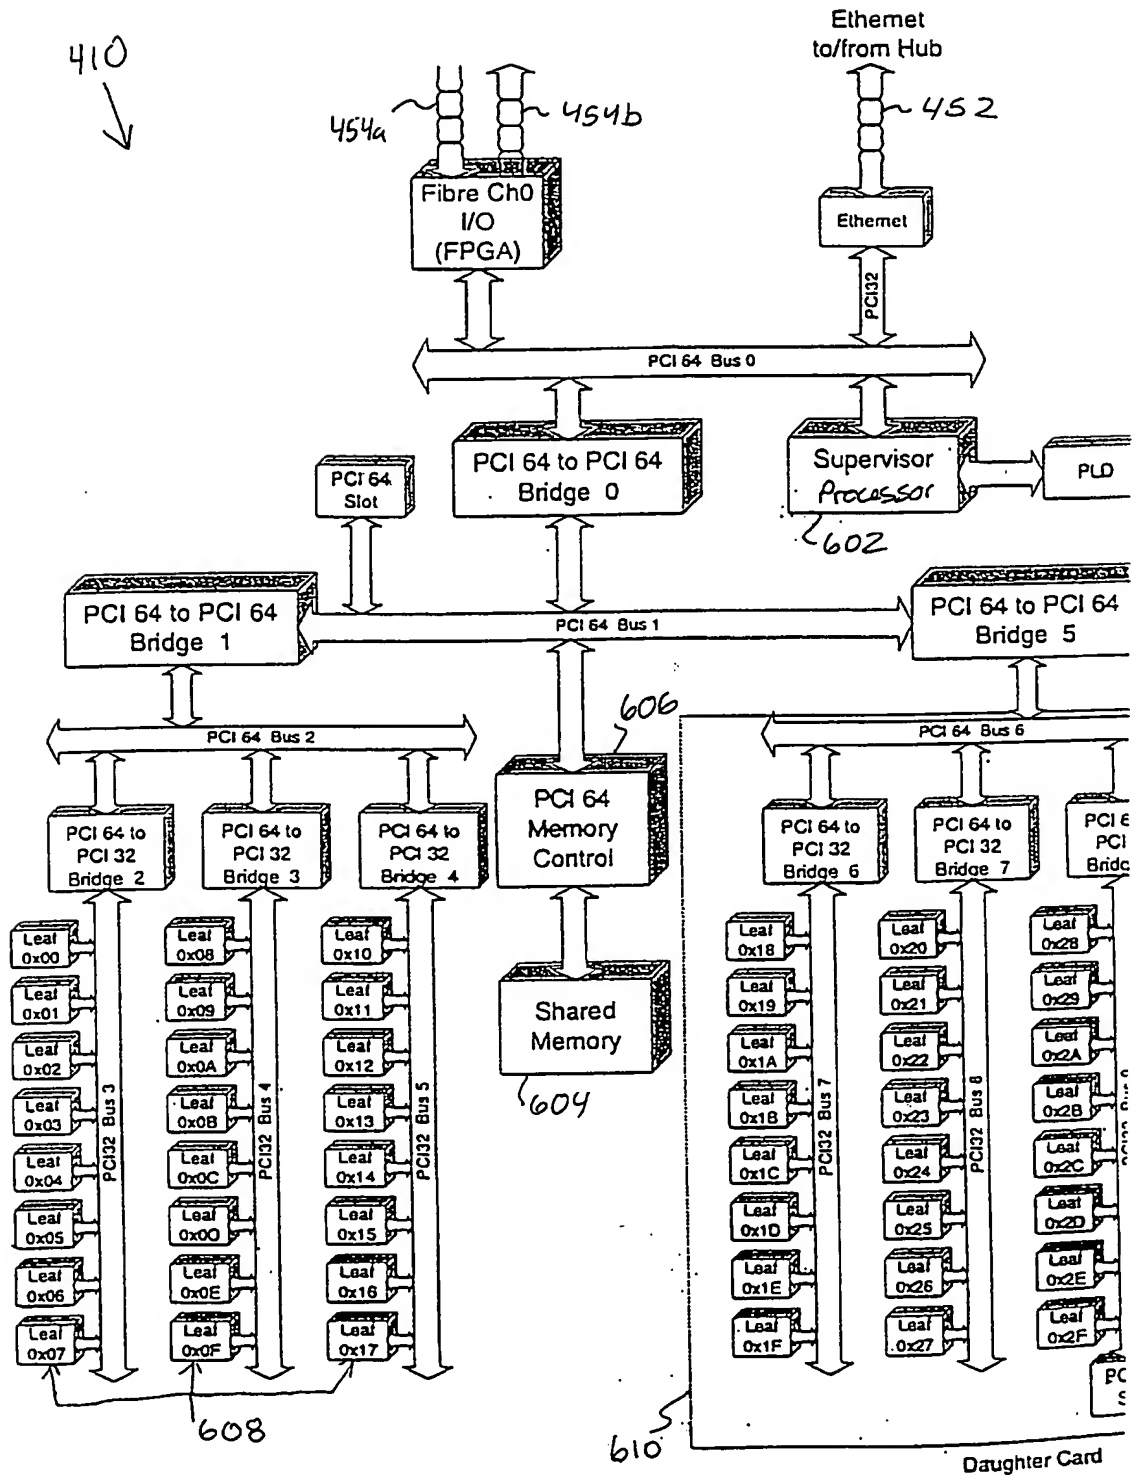 410
Ethernet
to/from Hub
454a
454b
452
Fibre Ch0
I/O
(FPGA)
Ethernet
PCI32
PCI 64 Bus 0
PCI 64
Slot
PCI 64 to PCI 64
Bridge 0
Supervisor
Processor
PLD
602
PCI 64 to PCI 64
Bridge 1
PCI 64 Bus 1
PCI 64 to PCI 64
Bridge 5
606
PCI 64 Bus 2
PCI 64 Bus 6
PCI 64 to
PCI 32
Bridge 2
PCI 64 to
PCI 32
Bridge 3
PCI 64 to
PCI 32
Bridge 4
PCI 64
Memory
Control
PCI 64 to
PCI 32
Bridge 6
PCI 64 to
PCI 32
Bridge 7
PCI
Leaf
0x00
Leaf
0x01
Leaf
0x02
Leaf
0x03
Leaf
0x04
Leaf
0x05
Leaf
0x06
Leaf
0x07
PCI32 Bus 3
Leaf
0x08
Leaf
0x09
Leaf
0x0A
Leaf
0x0B
Leaf
0x0C
Leaf
0x0D
Leaf
0x0E
Leaf
0x0F
PCI32 Bus 4
Leaf
0x10
Leaf
0x11
Leaf
0x12
Leaf
0x13
Leaf
0x14
Leaf
0x15
Leaf
0x16
Leaf
0x17
PCI32 Bus 5
Shared
Memory
604
Leaf
0x18
Leaf
0x19
Leaf
0x1A
Leaf
0x1B
Leaf
0x1C
Leaf
0x1D
Leaf
0x1E
Leaf
0x1F
PCI32 Bus 7
Leaf
0x20
Leaf
0x21
Leaf
0x22
Leaf
0x23
Leaf
0x24
Leaf
0x25
Leaf
0x26
Leaf
0x27
PCI32 Bus 8
Leaf
0x28
Leaf
0x29
Leaf
0x2A
Leaf
0x2B
Leaf
0x2C
Leaf
0x2D
Leaf
0x2E
Leaf
0x2F
608
610
Daughter Card